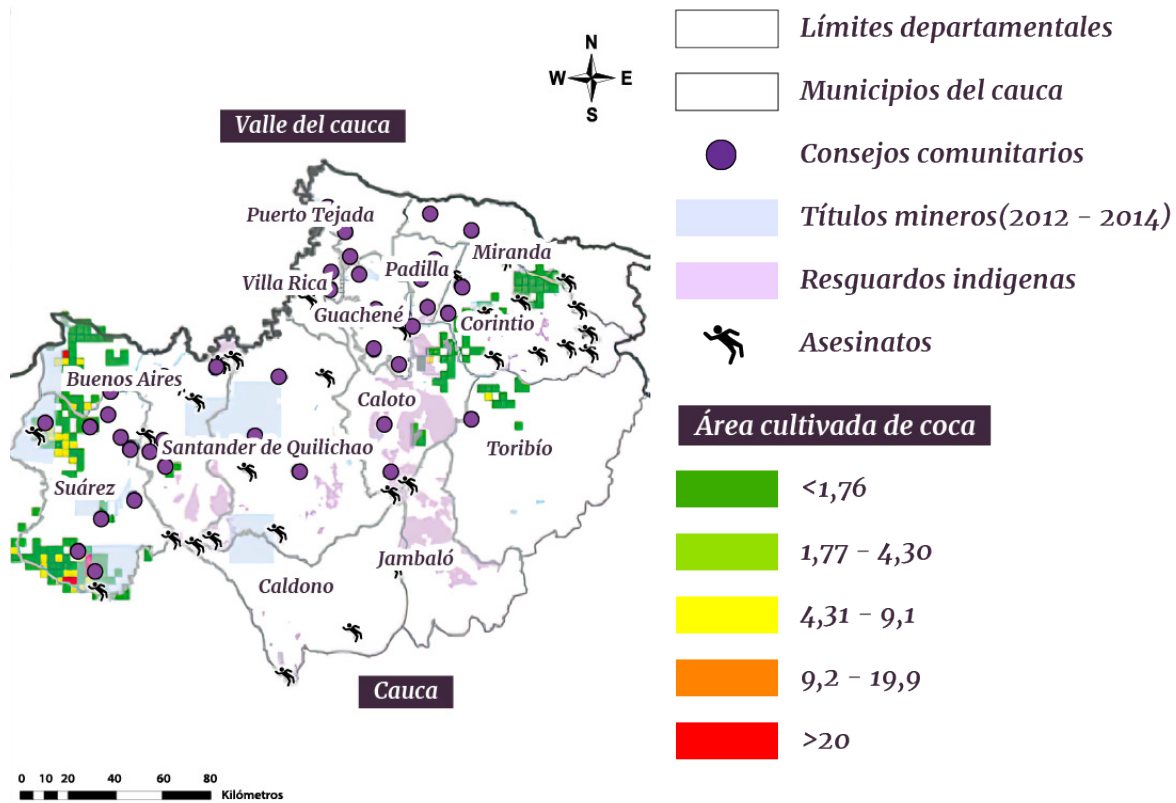 N
W E
S
Valle del cauca
Puerto Tejada
Miranda
Padilla
Villa Rica
Guachené
Corintio
Buenos Aires
Caloto
Santander de Quilichao
Toribío
Suárez
Jambaló
Caldono
Cauca
0 10 20 40 60 80
Kilómetros
Límites departamentales
Municipios del cauca
Consejos comunitarios
Títulos mineros(2012 - 2014)
Resguardos indigenas
Asesinatos
Área cultivada de coca
<1,76
1,77 - 4,30
4,31 - 9,1
9,2 - 19,9
>20